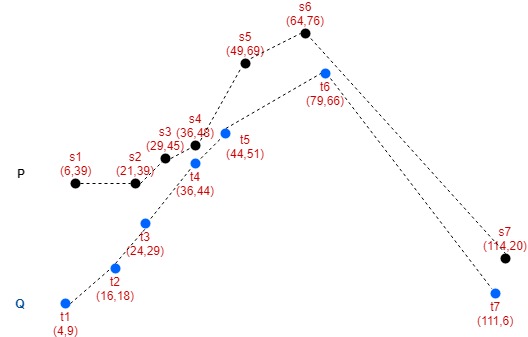 s6
(64,76)
s5
(49,69)
t6
(79,66)
s4
(36,48)
s3
(29,45)
t5
(44,51)
s1
(6,39)
s2
(21,39)
P
t4
(36,44)
t3
(24,29)
s7
(114,20)
t2
(16,18)
Q
t1
(4,9)
t7
(111,6)